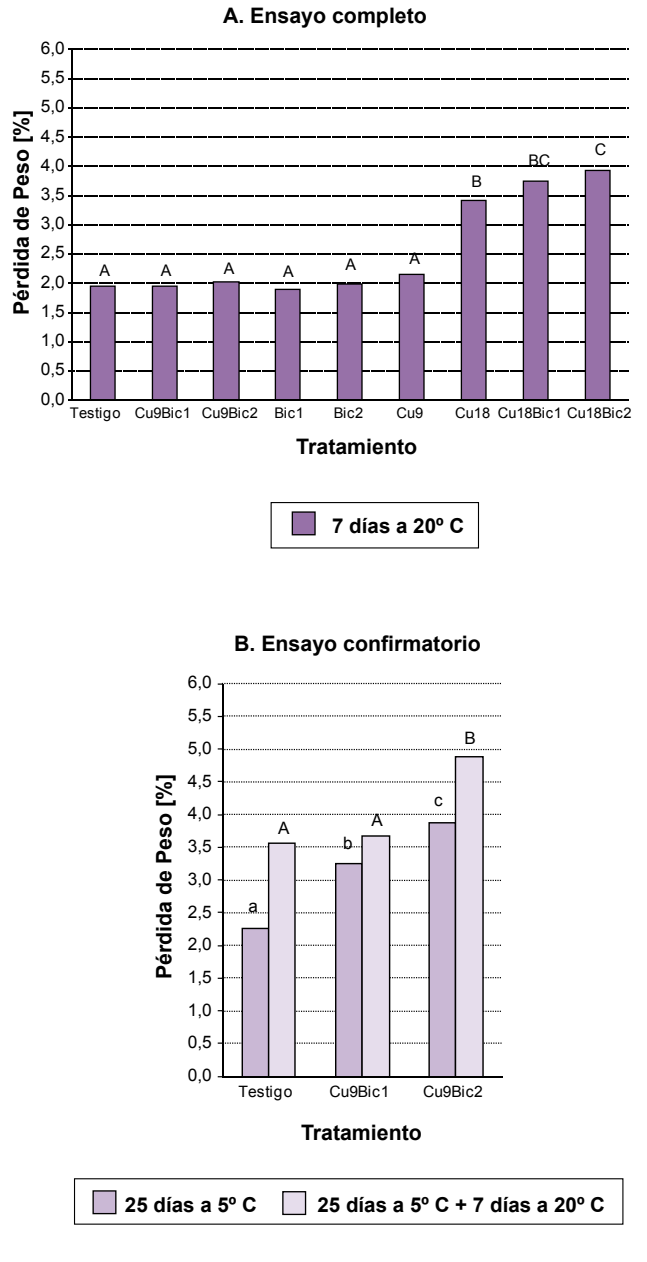 A. Ensayo completo
Pérdida de Peso [%]
6,0
5,5
5,0
4,5
4,0
3,5
3,0
2,5
2,0
1,5
1,0
0,5
0,0
A A A A A A B BC C
Testigo Cu9Bic1 Cu9Bic2 Bic1 Bic2 Cu9 Cu18 Cu18Bic1 Cu18Bic2
Tratamiento
7 días a 20º C
B. Ensayo confirmatorio
Pérdida de Peso [%]
6,0
5,5
5,0
4,5
4,0
3,5
3,0
2,5
2,0
1,5
1,0
0,5
0,0
a A b A c B
Testigo Cu9Bic1 Cu9Bic2
Tratamiento
25 días a 5º C 25 días a 5º C + 7 días a 20º C